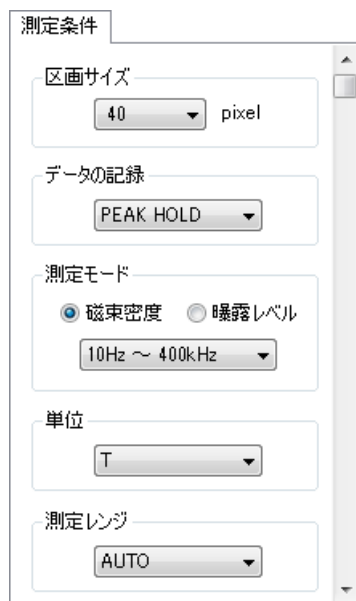 測定条件
区画サイズ
40 pixel
データの記録
PEAK HOLD
測定モード
磁束密度 曝露レベル
10Hz ～ 400kHz
単位
T
測定レンジ
AUTO